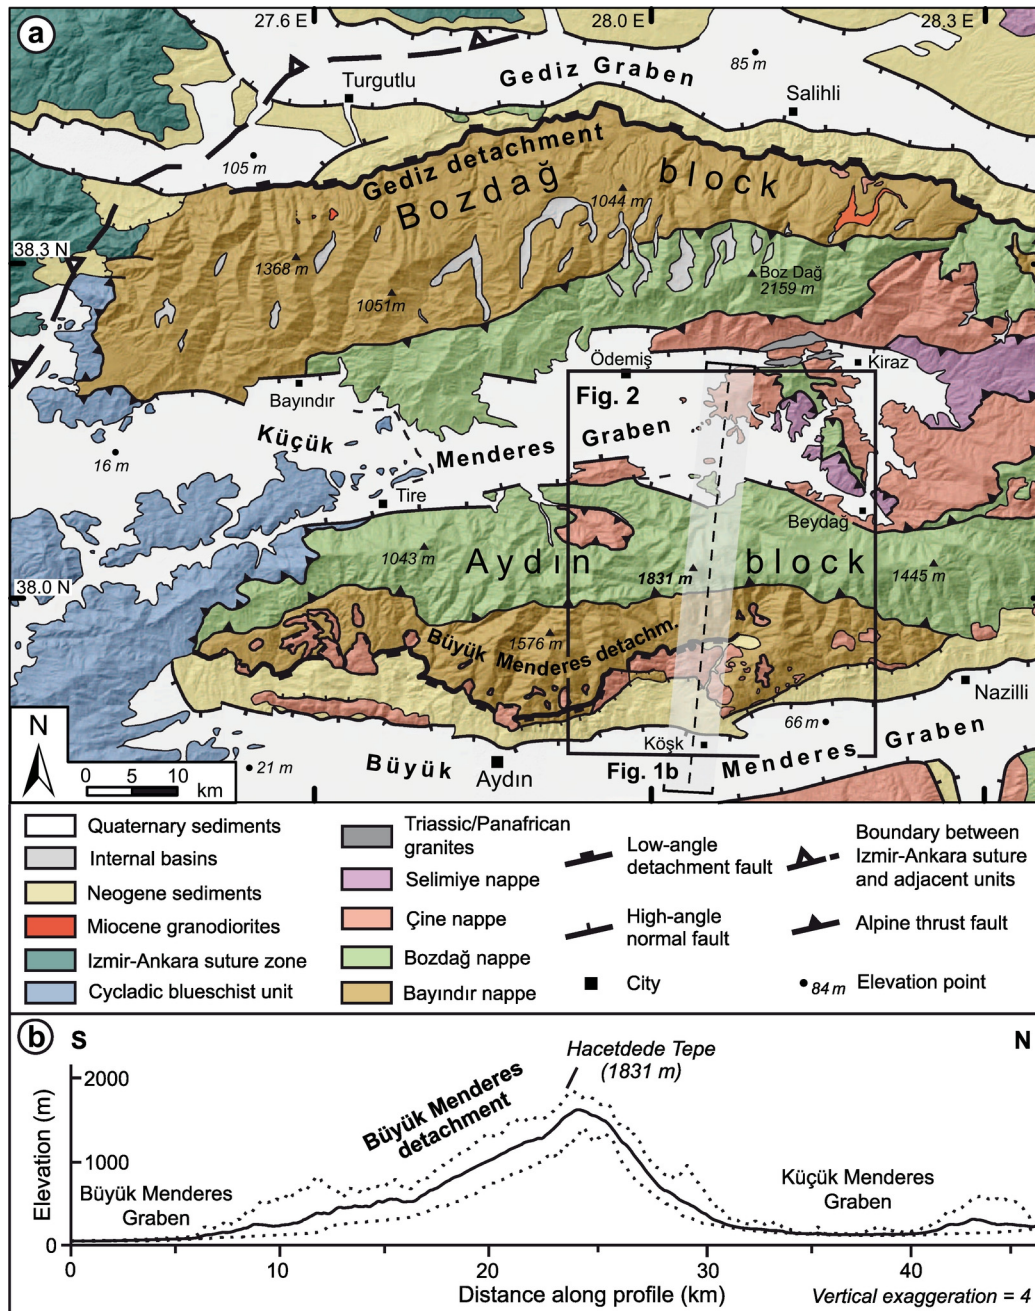 a
27.6 E
28.0 E
28.3 E
85 m
Gediz Graben
Turgutlu
Salihli
105 m
Gediz detachment
Bozdağ block
1044 m
38.3 N
1368 m
1051m
Boz Dağ
2159 m
Ödemiş
Kiraz
Bayındır
Fig. 2
Küçük Menderes Graben
16 m
Tire
Beydağ
1043 m
Aydın block
38.0 N
1831 m
1445 m
1576 m
Büyük Menderes detachm.
Nazilli
N
66 m
Köşk
Büyük Menderes Graben
21 m
Aydın
Fig. 1b
0 5 10
km
Quaternary sediments
Internal basins
Neogene sediments
Miocene granodiorites
Izmir-Ankara suture zone
Cycladic blueschist unit
Triassic/Panafrican
granites
Selimiye nappe
Çine nappe
Bozdağ nappe
Bayındır nappe
Low-angle
detachment fault
High-angle
normal fault
City
Boundary between
Izmir-Ankara suture
and adjacent units
Alpine thrust fault
84 m Elevation point
b
S
N
Hacetdede Tepe
(1831 m)
2000
1000
0
Elevation (m)
Büyük Menderes
detachment
Büyük Menderes
Graben
Küçük Menderes
Graben
0 10 20 30 40
Distance along profile (km)
Vertical exaggeration = 4